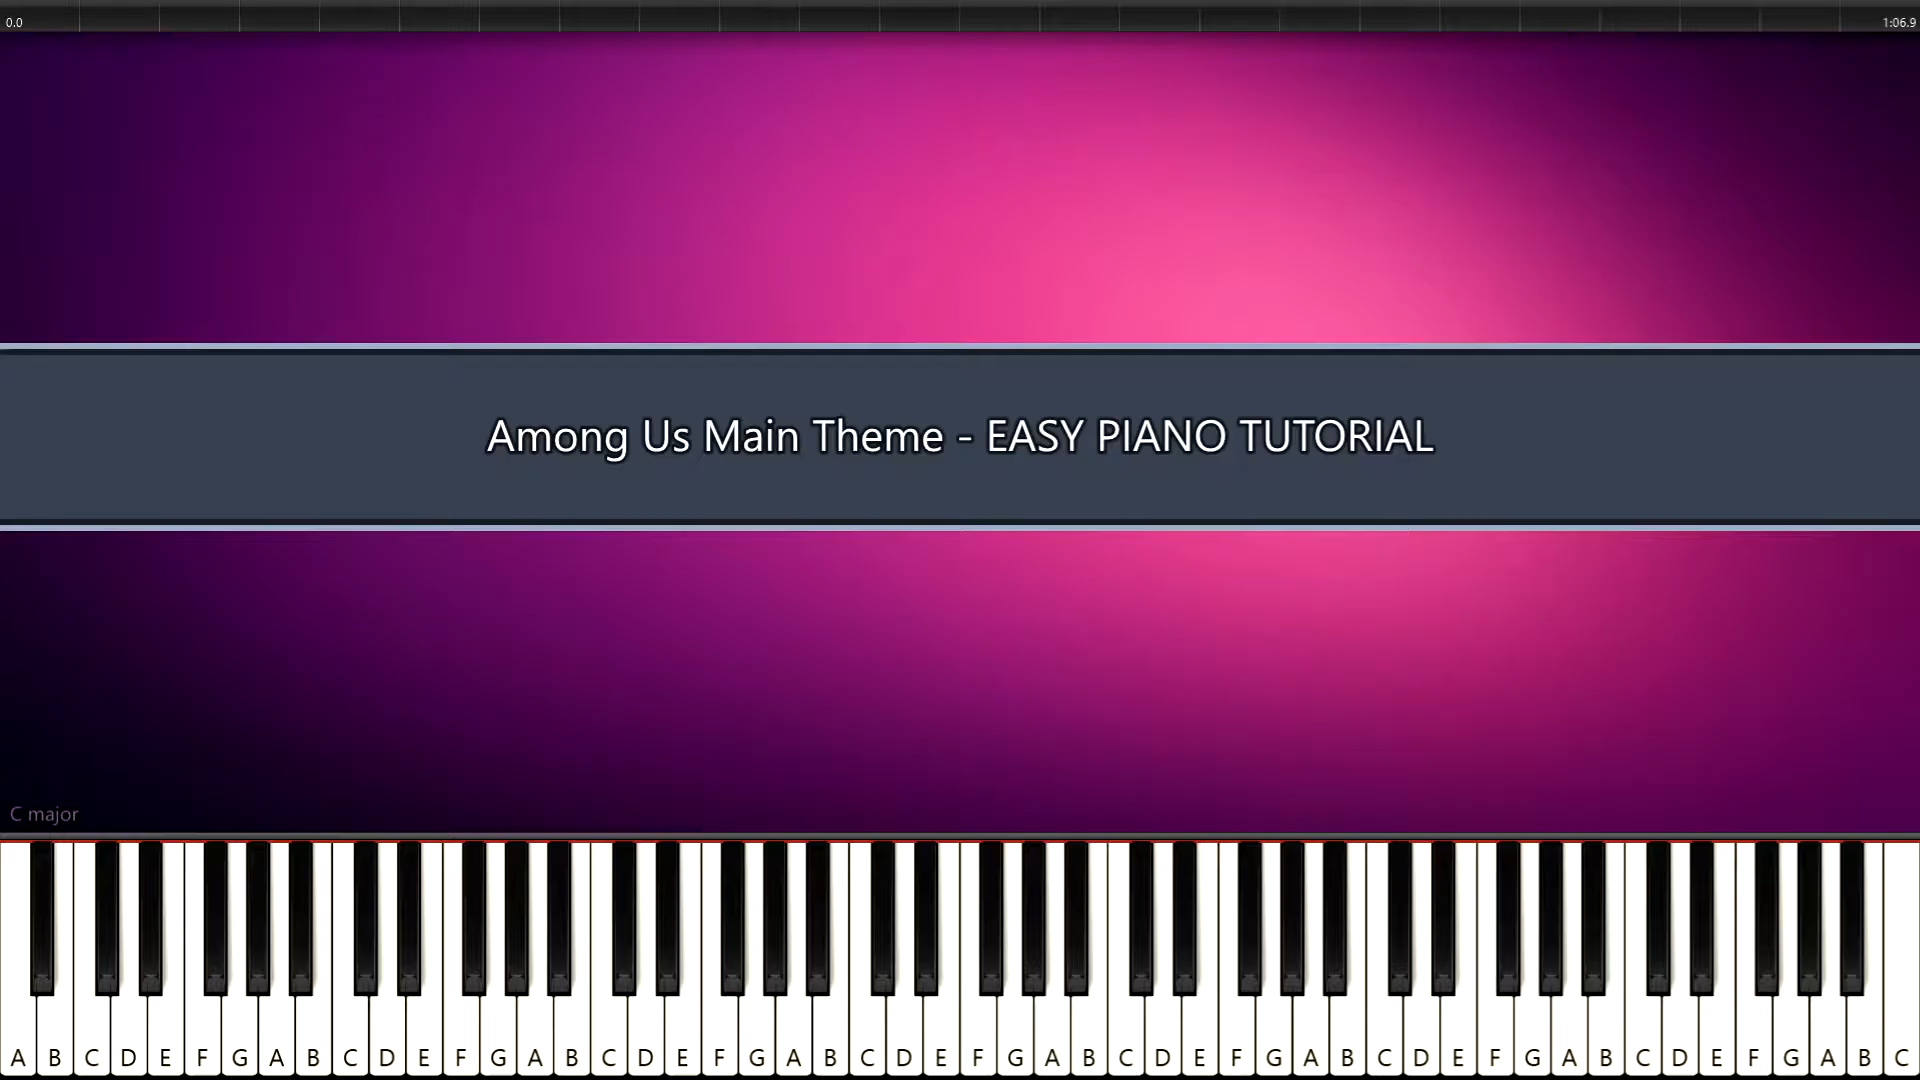 0.0 1:06.9
Among Us Main Theme - EASY PIANO TUTORIAL
C major
A B C D E F G A B C D E F G A B C D E F G A B C D E F G A B C D E F G A B C D E F G A B C D E F G A B C